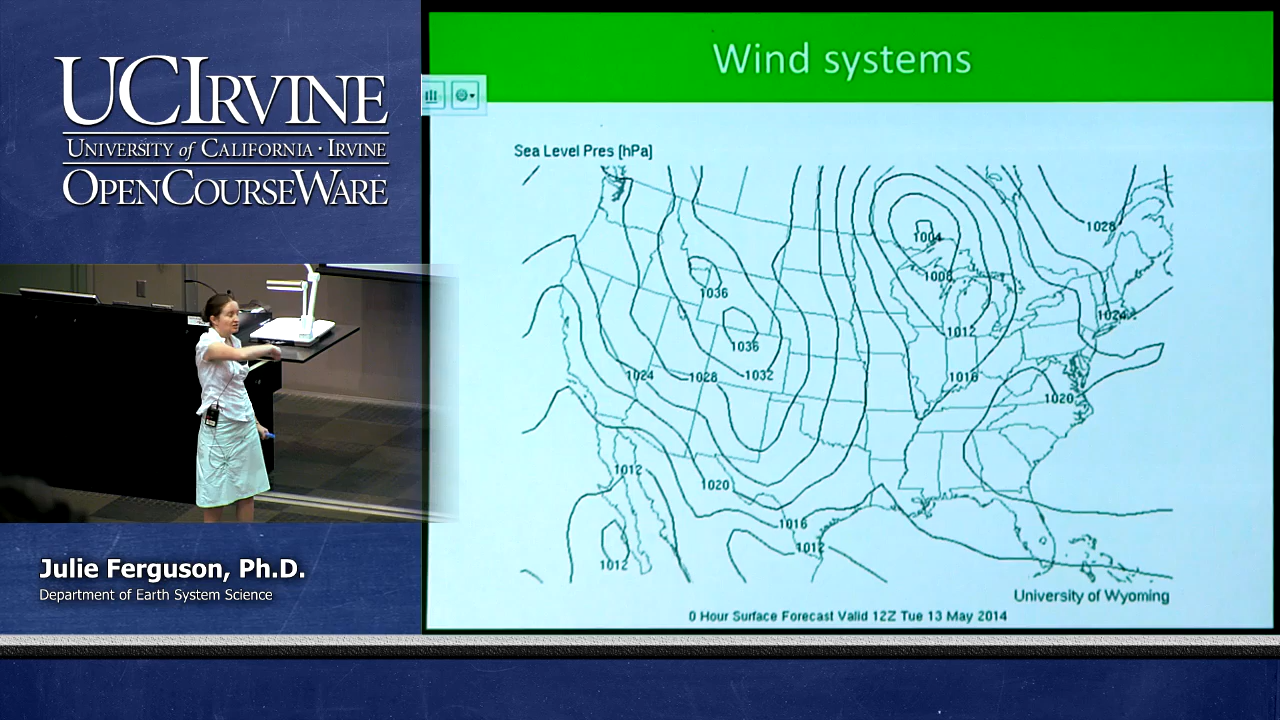 UCIRVINE
UNIVERSITY of CALIFORNIA · IRVINE
OPENCOURSEWARE
Wind systems
Sea Level Pres [hPa]
1028
1004
1008
1036
1024
1012
1036
1024
1028
1032
1016
1020
1012
1020
1016
1012
1012
University of Wyoming
0 Hour Surface Forecast Valid 12Z Tue 13 May 2014
Julie Ferguson, Ph.D.
Department of Earth System Science